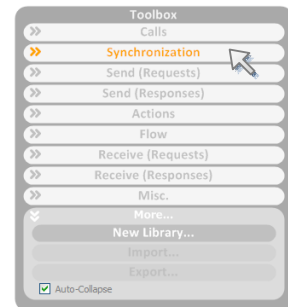 Toolbox
Calls
Synchronization
Send (Requests)
Send (Responses)
Actions
Flow
Receive (Requests)
Receive (Responses)
Misc.
More...
New Library...
Import...
Export...
Auto-Collapse